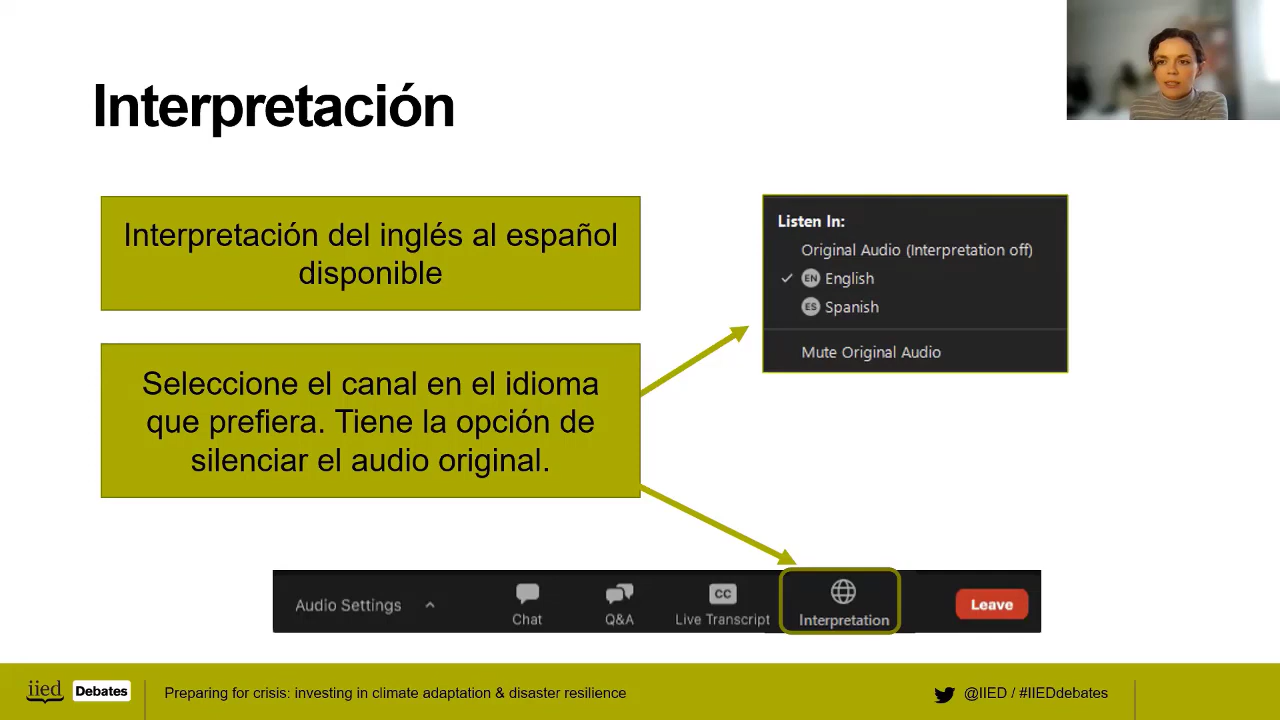 Interpretación
Interpretación del inglés al español
disponible
Seleccione el canal en el idioma
que prefiera. Tiene la opción de
silenciar el audio original.
Listen In:
Original Audio (Interpretation off)
EN English
ES Spanish
Mute Original Audio
Audio Settings
Chat
Q&A
CC
Live Transcript
Interpretation
Leave
iied Debates
Preparing for crisis: investing in climate adaptation & disaster resilience
@IIED / #IIEDdebates